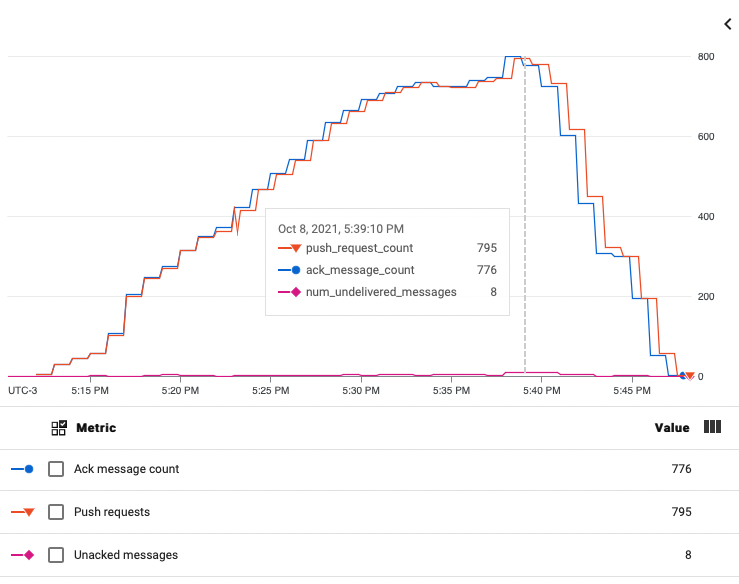 800
600
400
Oct 8, 2021, 5:39:10 PM
push_request_count 795
ack_message_count 776
num_undelivered_messages 8
200
0
UTC-3 5:15 PM 5:20 PM 5:25 PM 5:30 PM 5:35 PM 5:40 PM 5:45 PM
Metric Value
Ack message count 776
Push requests 795
Unacked messages 8